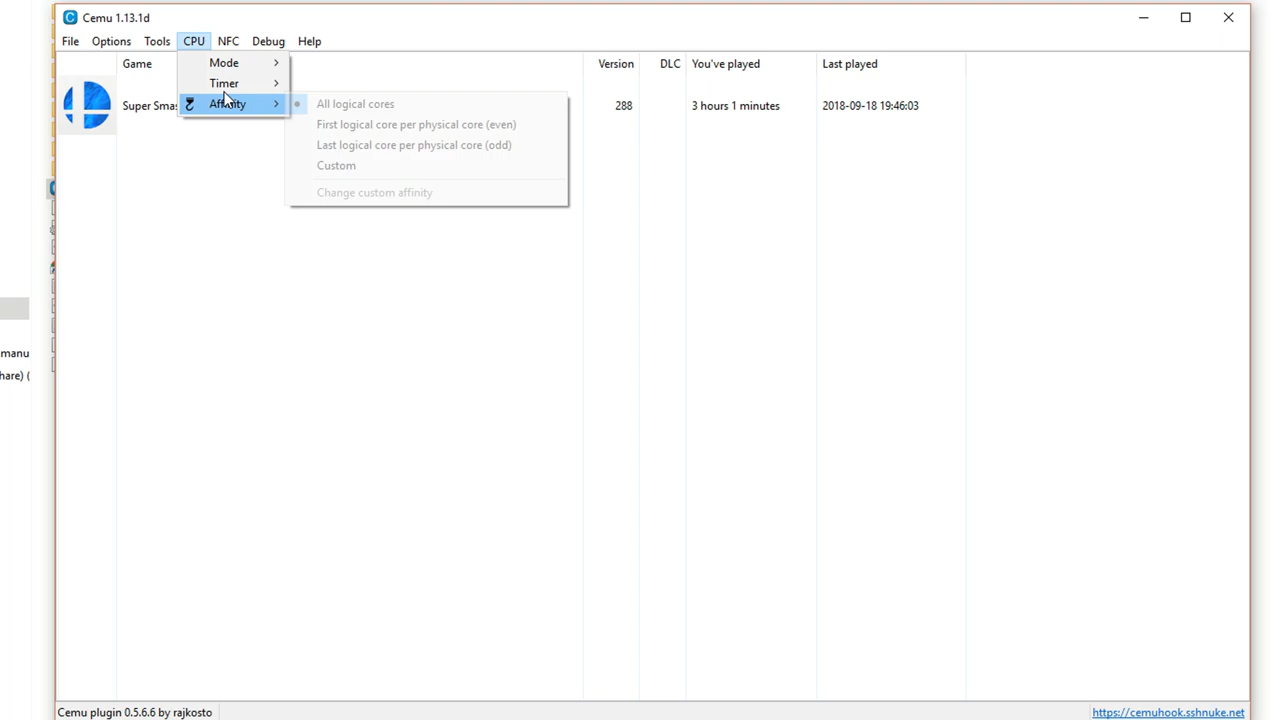 Cemu 1.13.1d
File Options Tools CPU NFC Debug Help
Game Version DLC You've played Last played
Mode
Timer
Affinity
All logical cores
First logical core per physical core (even)
Last logical core per physical core (odd)
Custom
Change custom affinity
Super Smas 288 3 hours 1 minutes 2018-09-18 19:46:03
manu
hare) (
Cemu plugin 0.5.6.6 by rajkosto https://cemuhook.sshnuke.net